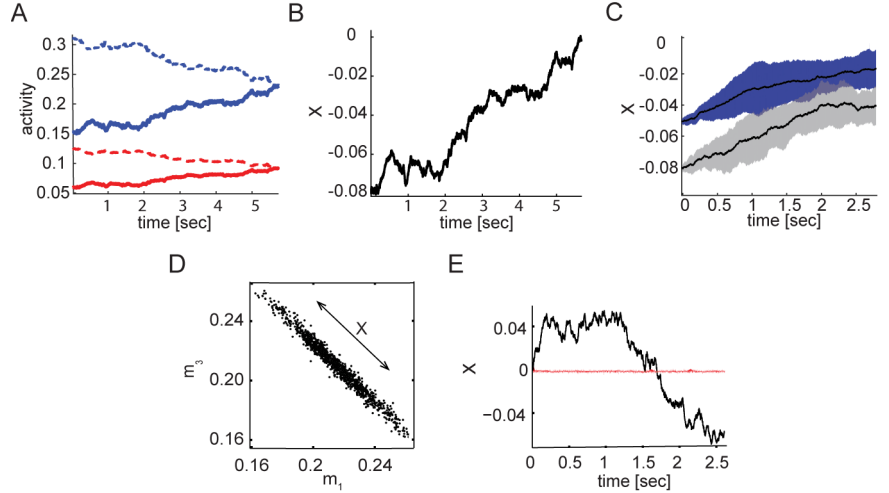 A
activity
0.3
0.25
0.2
0.15
0.1
0.05
1 2 3 4 5
time [sec]
B
X
0
-0.02
-0.04
-0.06
-0.08
1 2 3 4 5
time [sec]
C
X
0
-0.02
-0.04
-0.06
-0.08
0 0.5 1 1.5 2 2.5
time [sec]
D
m3
0.24
0.20
0.16
X
0.16 0.2 0.24
m1
E
X
0.04
0
−0.04
0 0.5 1 1.5 2 2.5
time [sec]